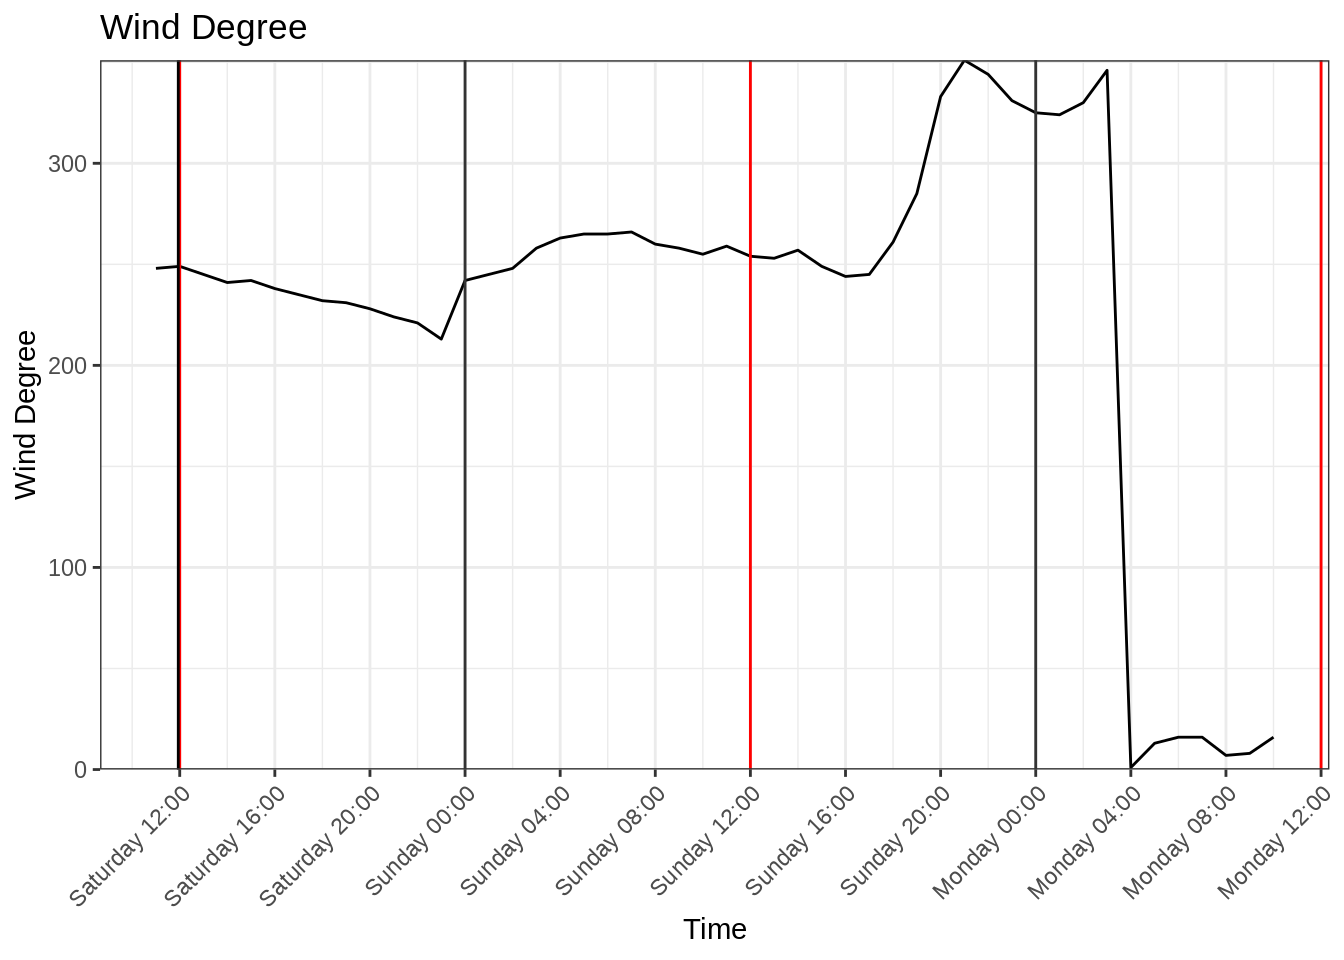 Wind Degree
Wind Degree
300
200
100
0
Saturday 12:00
Saturday 16:00
Saturday 20:00
Sunday 00:00
Sunday 04:00
Sunday 08:00
Sunday 12:00
Sunday 16:00
Sunday 20:00
Monday 00:00
Monday 04:00
Monday 08:00
Monday 12:00
Time